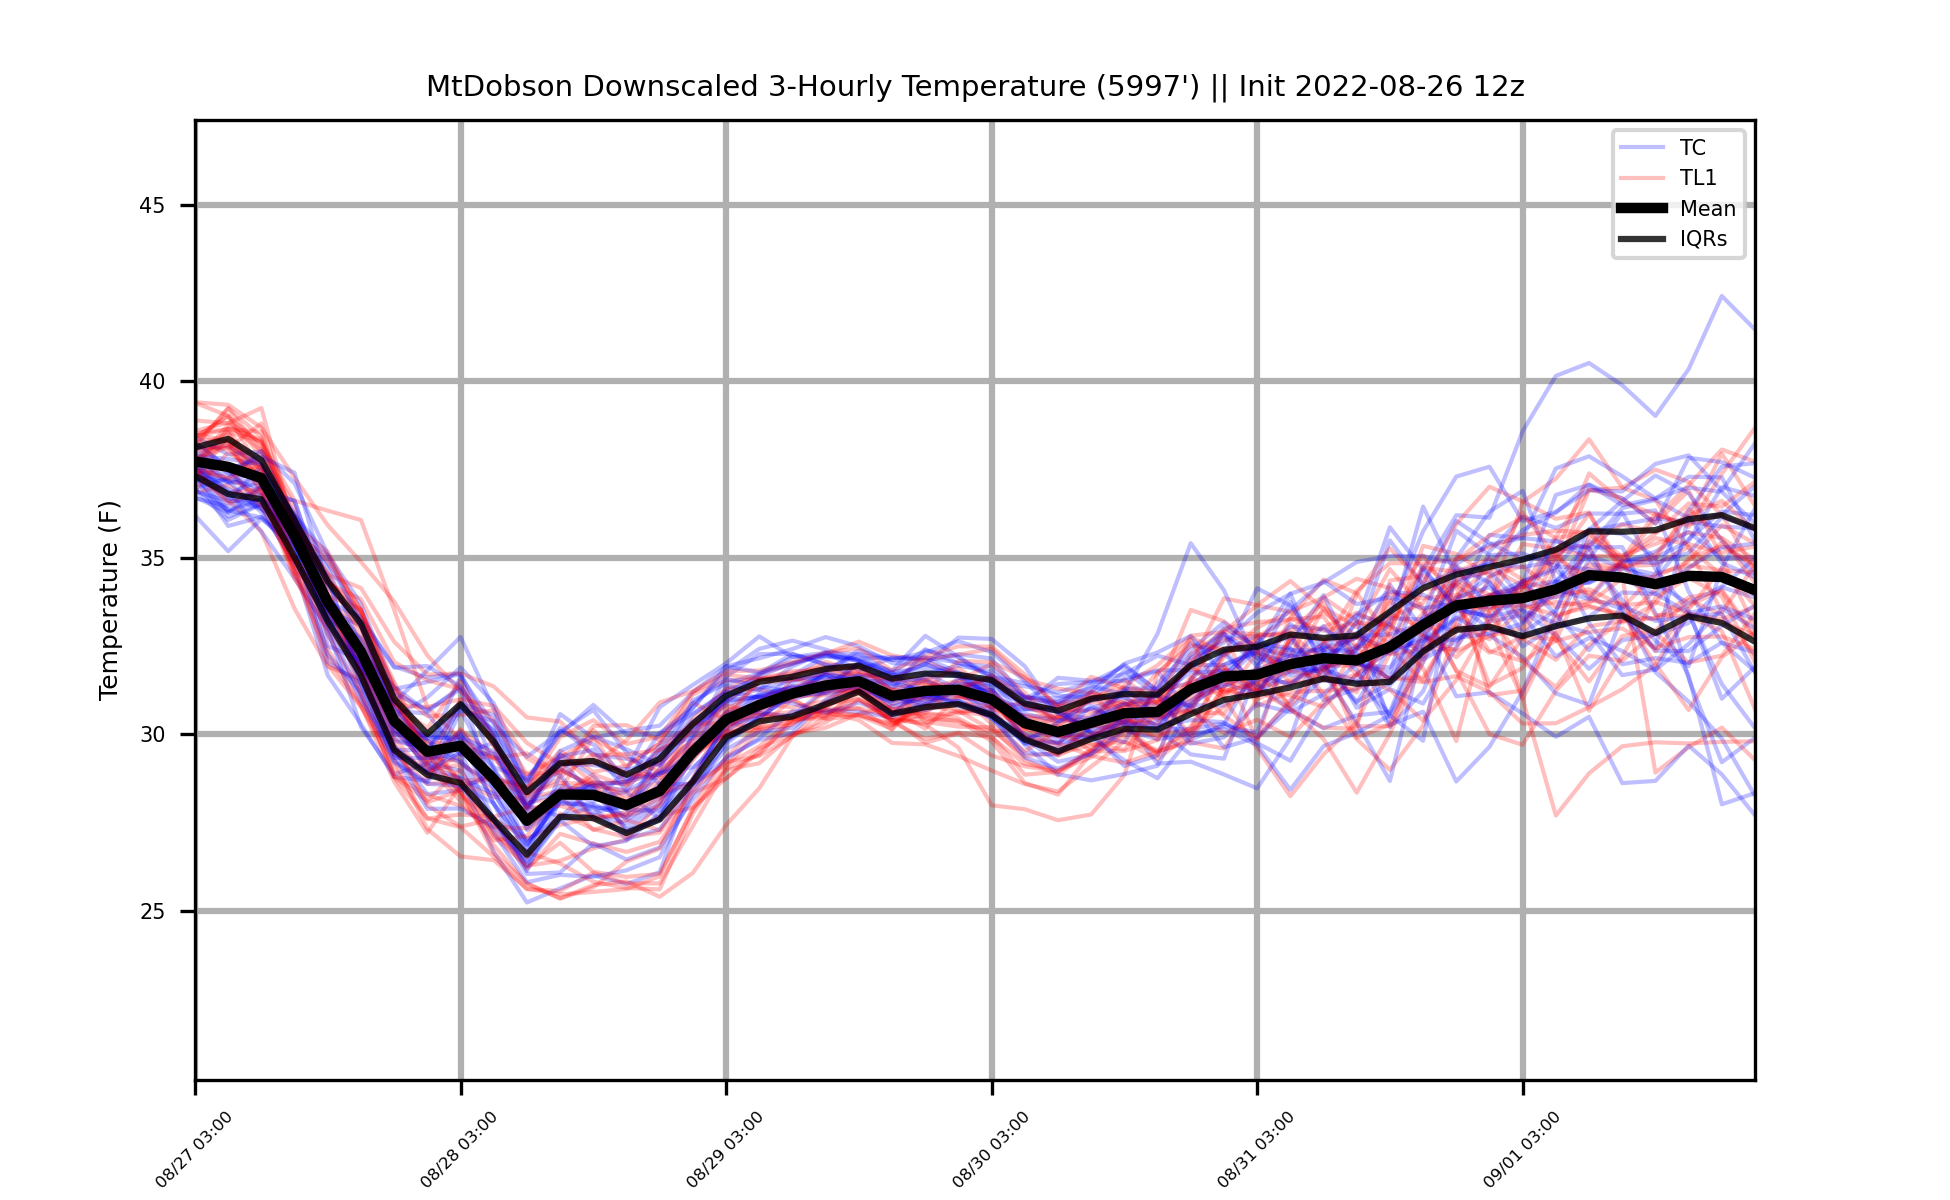 MtDobson Downscaled 3-Hourly Temperature (5997') || Init 2022-08-26 12z
TC
TL1
Mean
IQRs
Temperature (F)
45
40
35
30
25
08/27 03:00
08/28 03:00
08/29 03:00
08/30 03:00
08/31 03:00
09/01 03:00